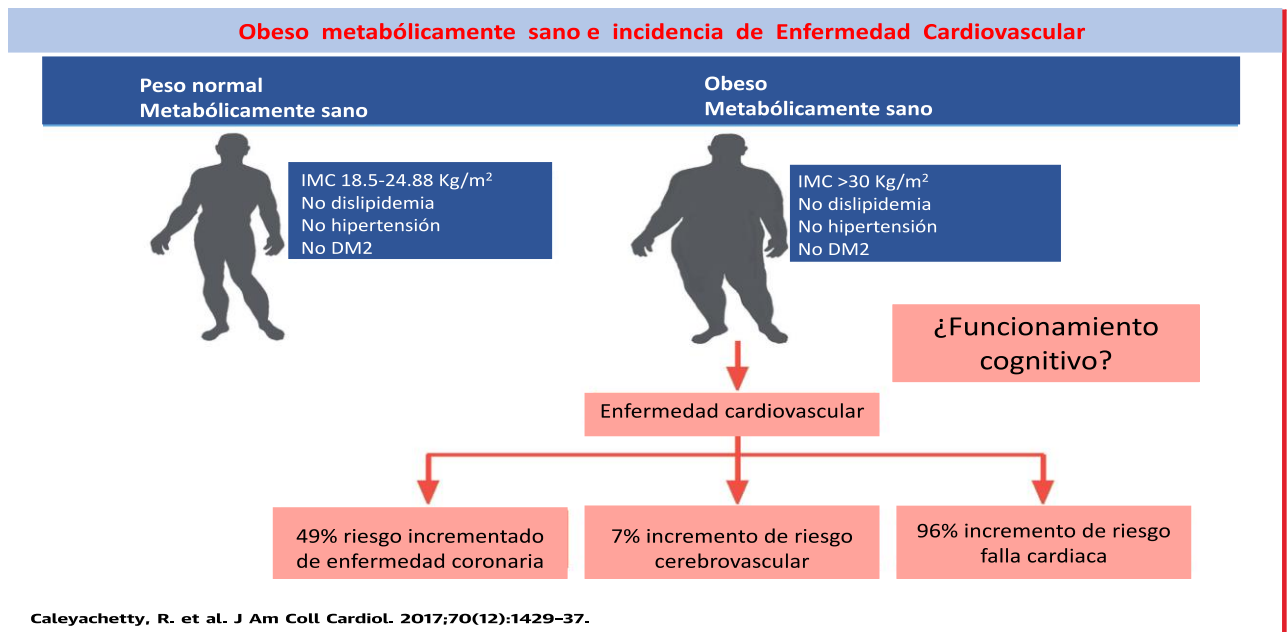 Obeso metabólicamente sano e incidencia de Enfermedad Cardiovascular
Peso normal
Metabólicamente sano
Obeso
Metabólicamente sano
IMC 18.5-24.88 Kg/m²
No dislipidemia
No hipertensión
No DM2
IMC >30 Kg/m²
No dislipidemia
No hipertensión
No DM2
¿Funcionamiento
cognitivo?
Enfermedad cardiovascular
49% riesgo incrementado
de enfermedad coronaria
7% incremento de riesgo
cerebrovascular
96% incremento de riesgo
falla cardiaca
Caleyachetty, R. et al. J Am Coll Cardiol. 2017;70(12):1429–37.